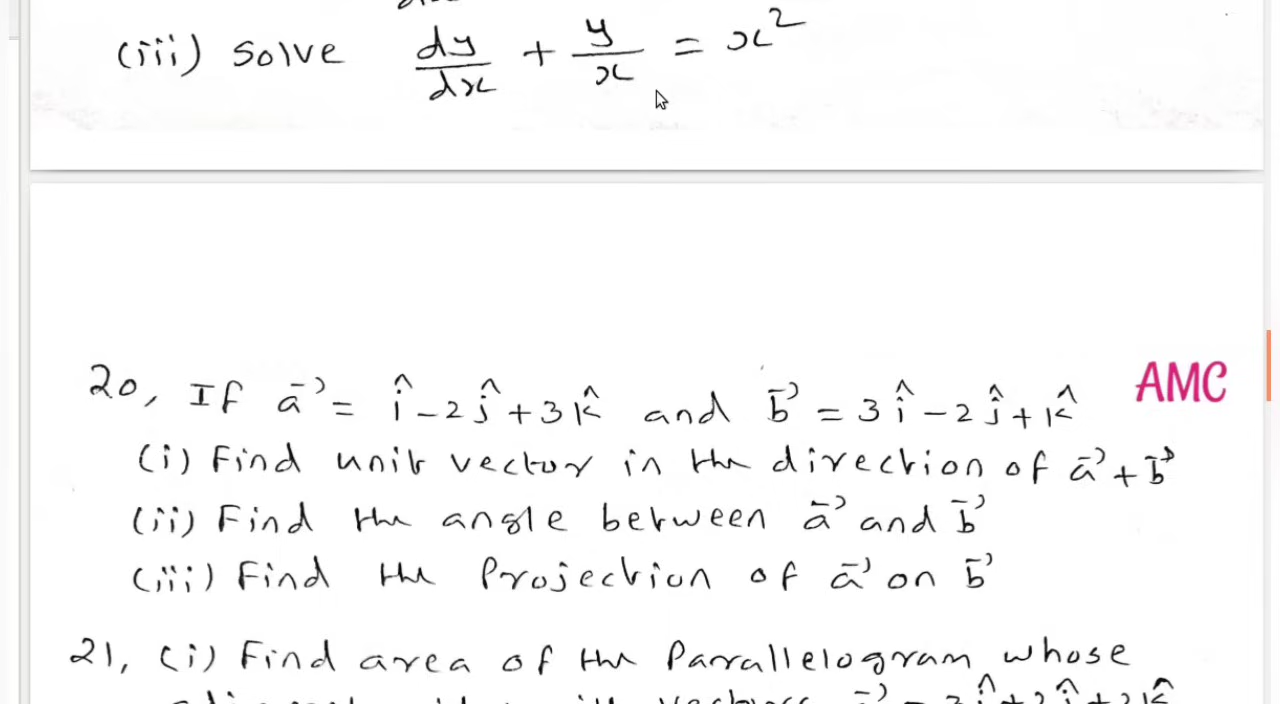 (iii) Solve dy/dx + y/x = x²
AMC
20, If a⃗ = î - 2ĵ + 3k̂ and b⃗ = 3î - 2ĵ + k̂
(i) Find unit vector in the direction of a⃗ + b⃗
(ii) Find the angle between a⃗ and b⃗
(iii) Find the Projection of a⃗ on b⃗
21, (i) Find area of the Parallelogram whose